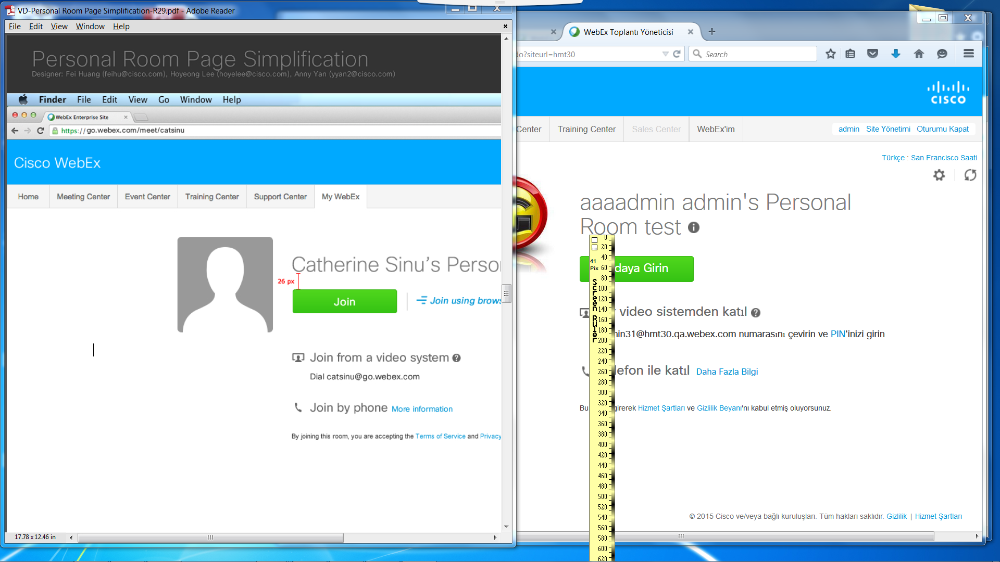 VD-Personal Room Page Simplification-R29.pdf - Adobe Reader
File Edit View Window Help
Personal Room Page Simplification
Designer: Fei Huang (feihu@cisco.com), Hoyeong Lee (hoyelee@cisco.com), Anny Yan (yyan2@cisco.com)
Finder File Edit View Go Window Help
WebEx Enterprise Site
https://go.webex.com/meet/catsinu
Cisco WebEx
Home Meeting Center Event Center Training Center Support Center My WebEx
Catherine Sinu's Perso
26 px
Join
Join using brows
Join from a video system
Dial catsinu@go.webex.com
Join by phone More information
By joining this room, you are accepting the Terms of Service and Privacy
17.78 x 12.46 in
WebEx Toplantı Yöneticisi
do?siteurl=hmt30
Search
CISCO
Center Training Center Sales Center WebEx'im
admin Site Yönetimi Oturumu Kapat
Türkçe : San Francisco Saati
aaaadmin admin's Personal
Room test
daya Girin
video sistemden katıl
nin31@hmt30.qa.webex.com numarasını çevirin ve PIN'inizi girin
lefon ile katıl Daha Fazla Bilgi
Bu girerek Hizmet Şartları ve Gizlilik Beyanı'nı kabul etmiş oluyorsunuz.
© 2015 Cisco ve/veya bağlı kuruluşları. Tüm hakları saklıdır. Gizlilik | Hizmet Şartları
41
Pix
Screen Ruler
0
20
40
60
80
100
120
140
160
180
200
220
240
260
280
300
320
340
360
380
400
420
440
460
480
500
520
540
560
580
600
620